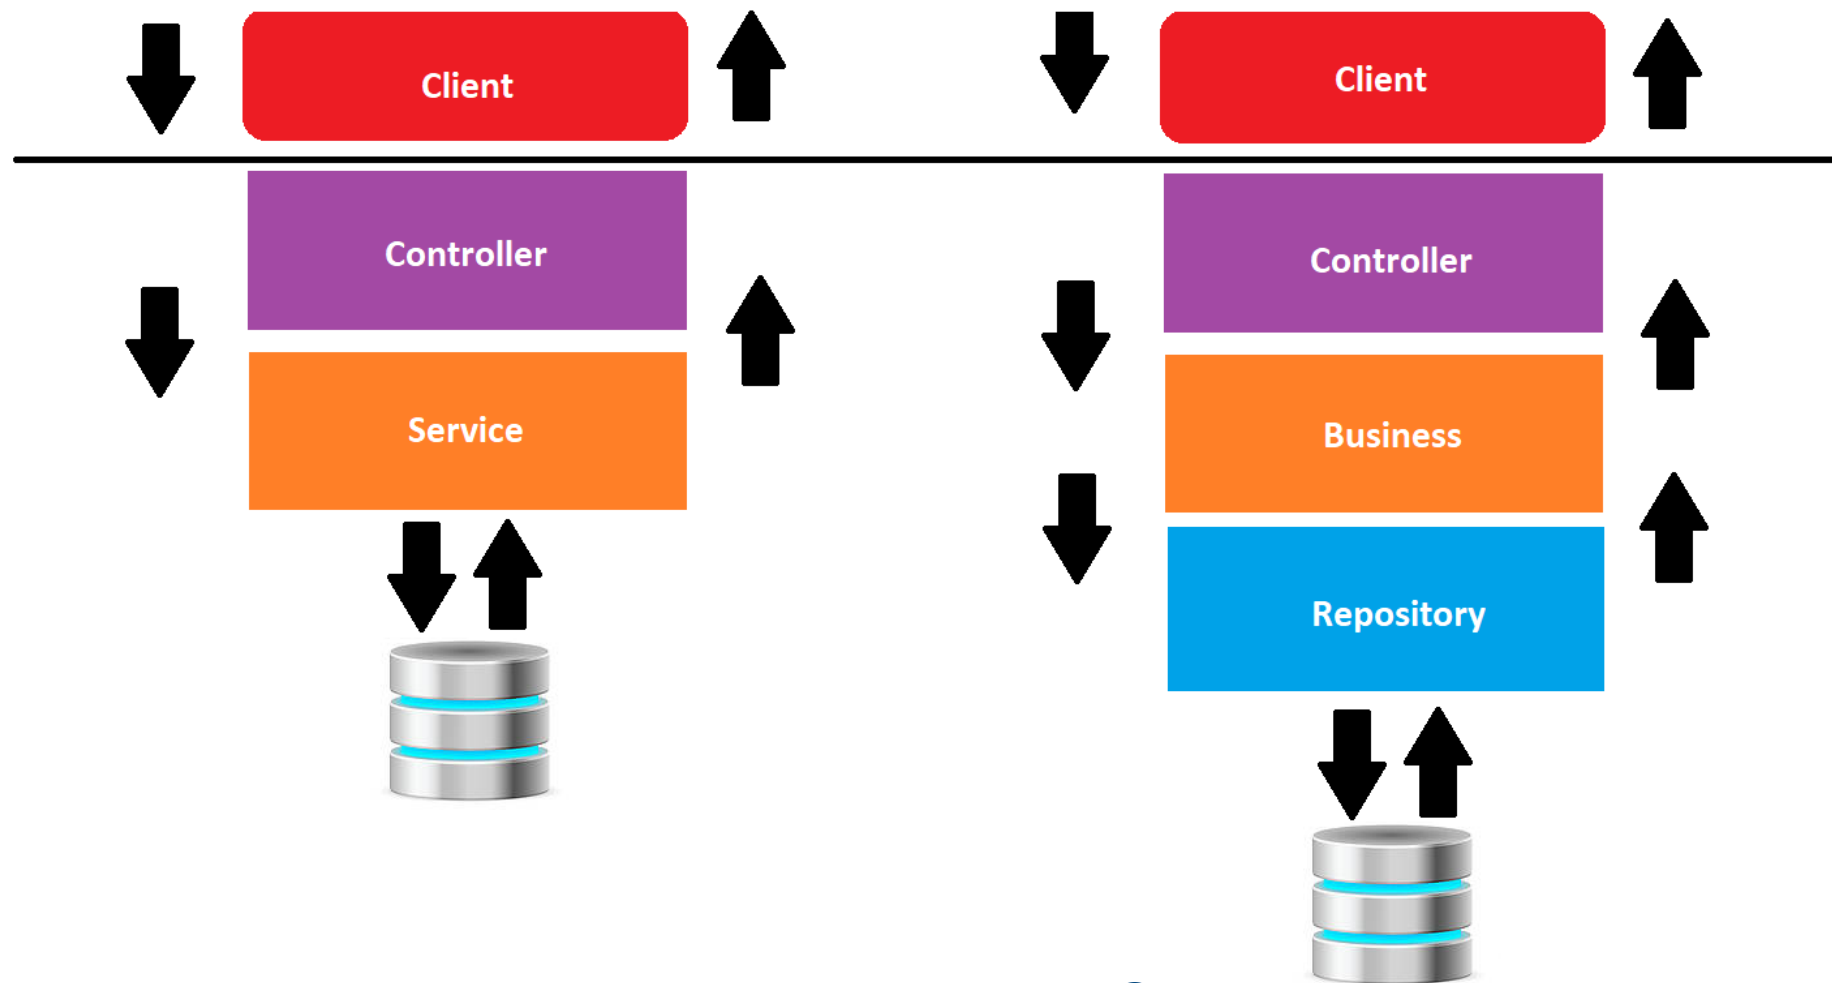 Client
Controller
Service
Client
Controller
Business
Repository